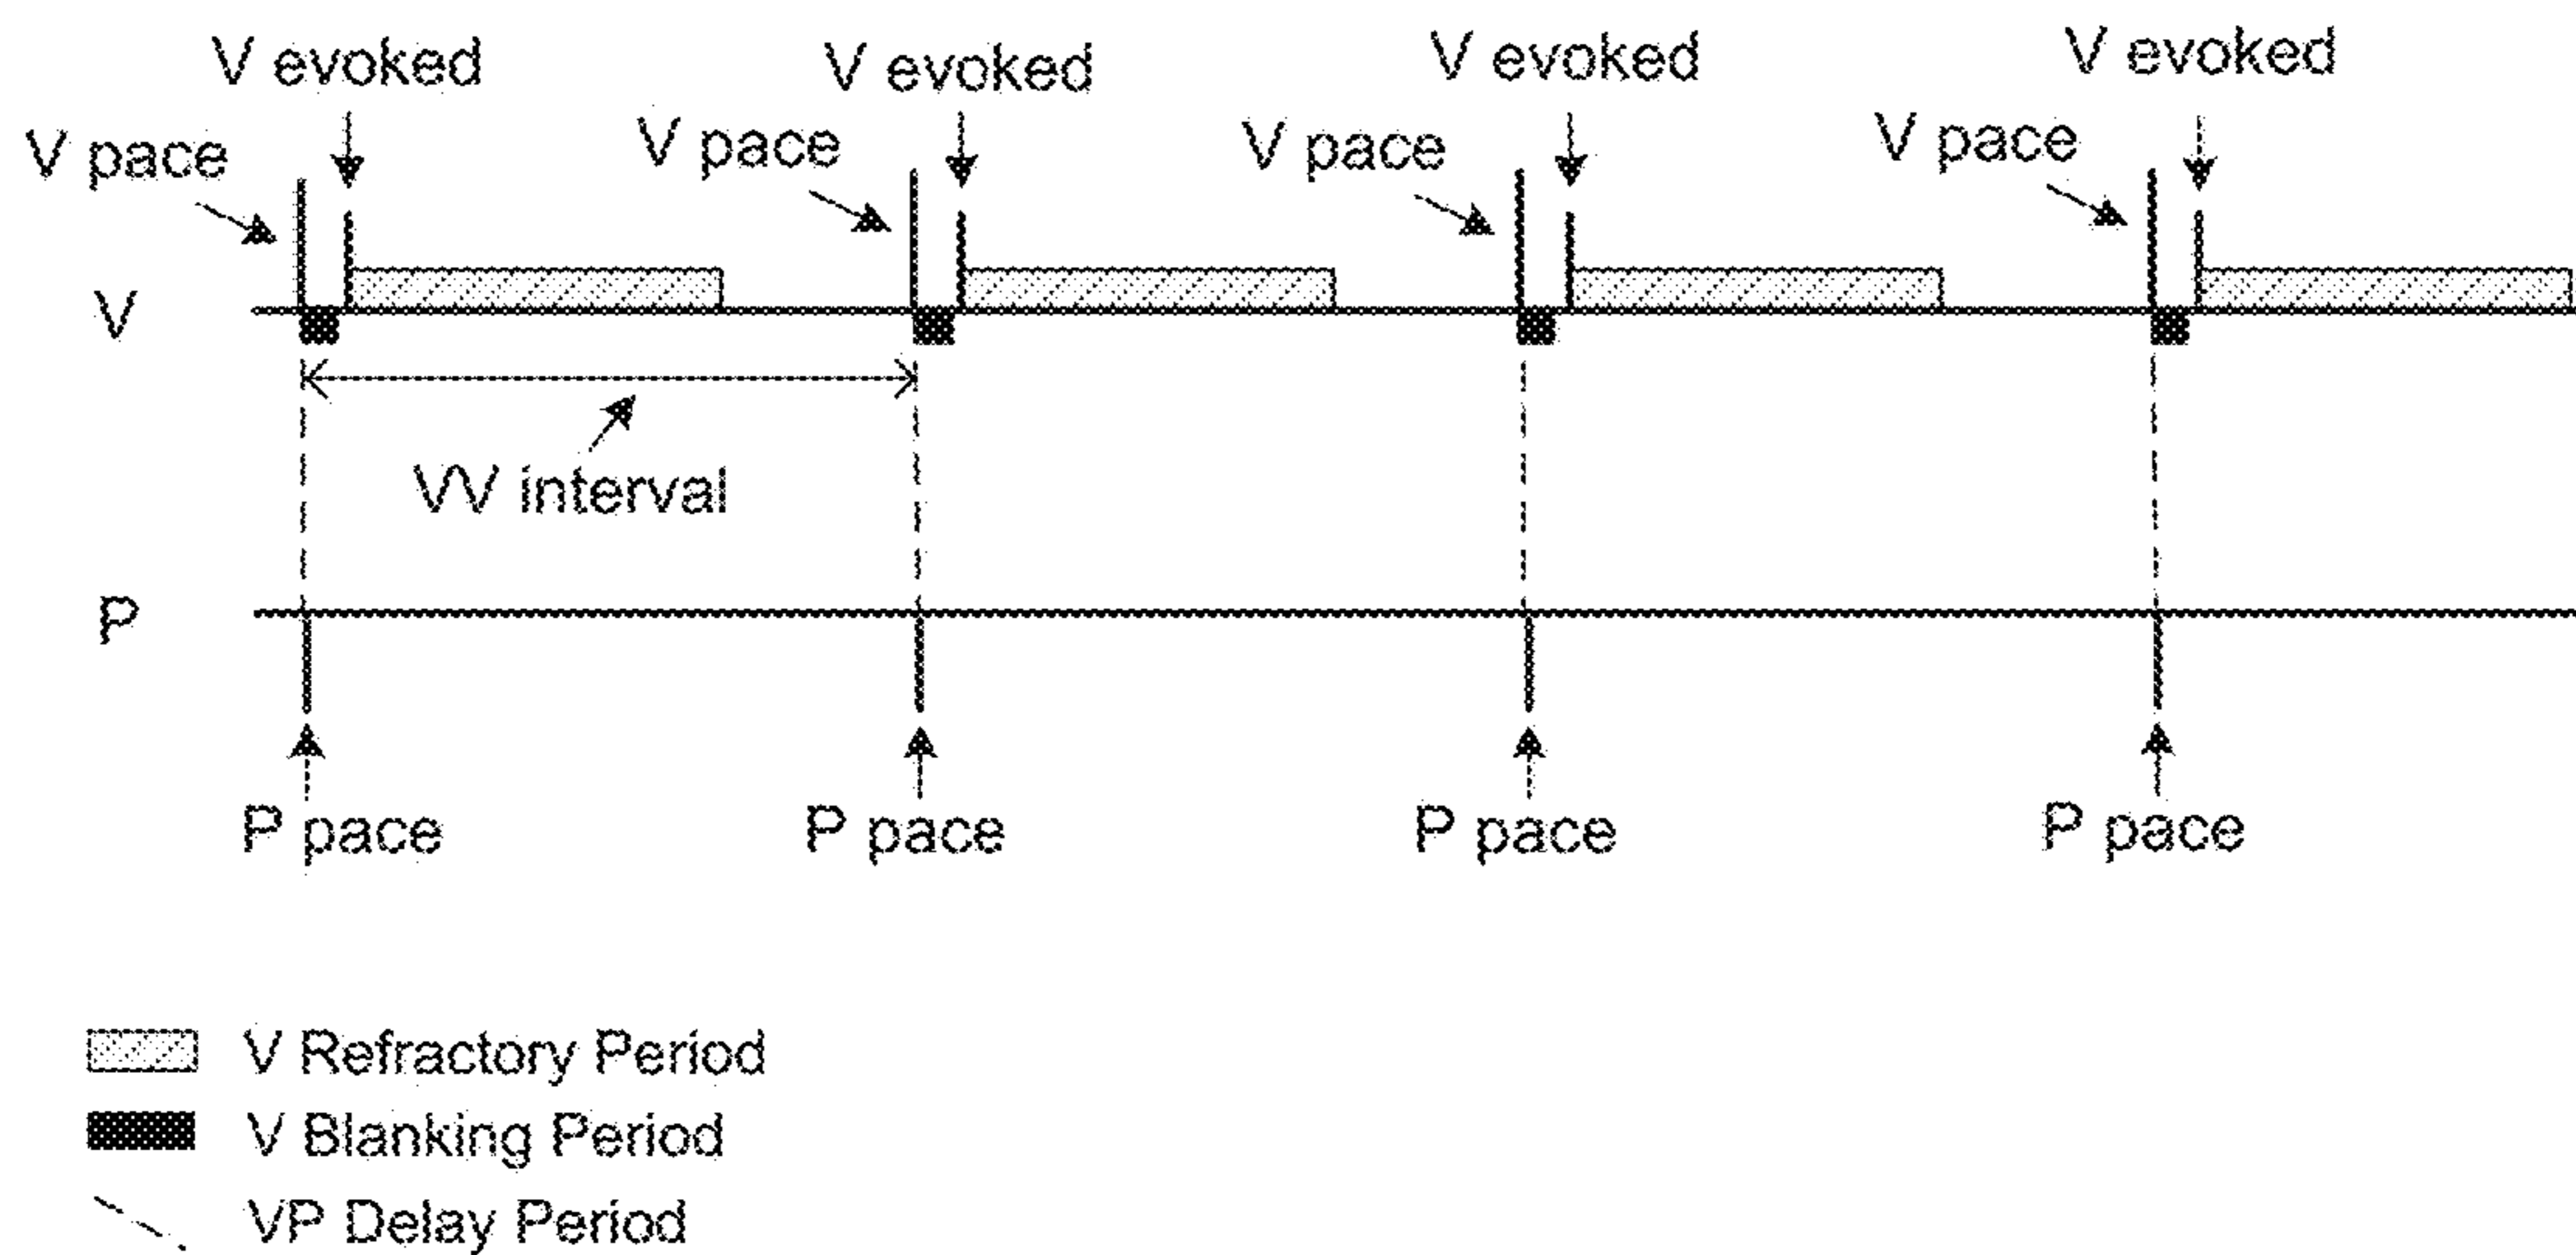 V evoked
V evoked
V evoked
V evoked
V pace
V pace
V pace
V pace
V
VV interval
P
P pace
P pace
P pace
P pace
V Refractory Period
V Blanking Period
VP Delay Period